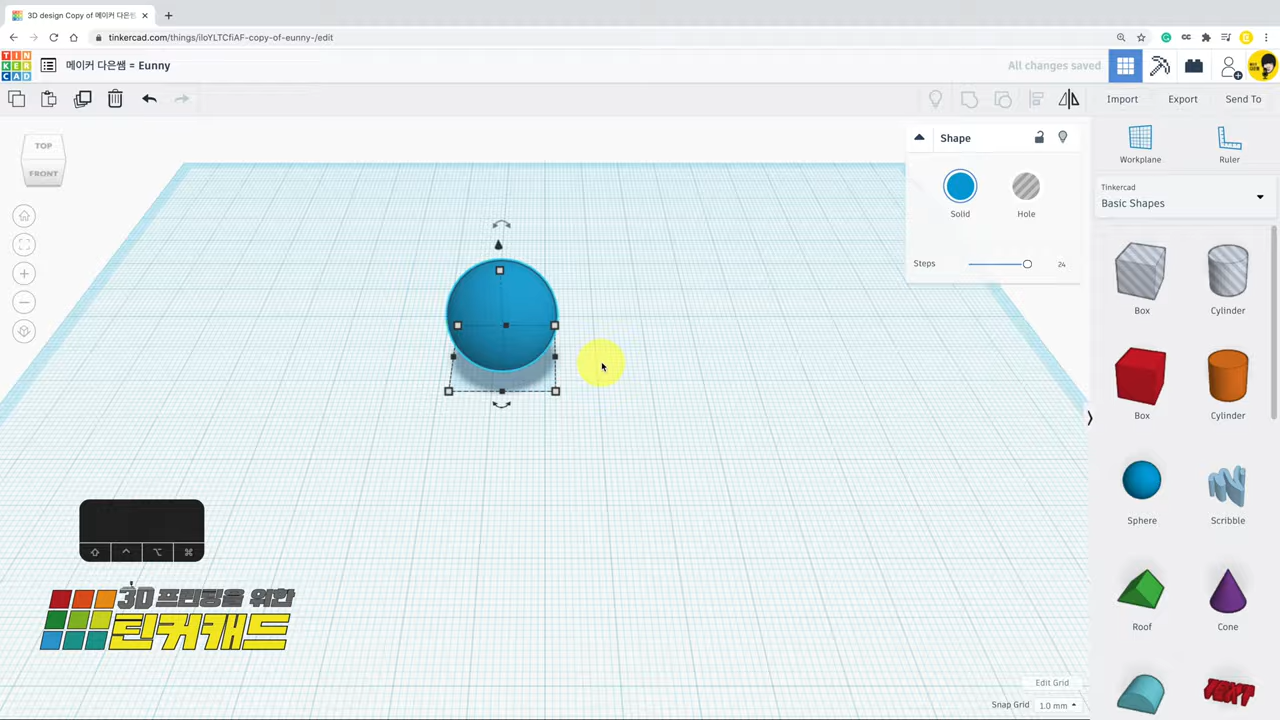 3D design Copy of 메이커 다은쌤
tinkercad.com/things/iloYLTCfiAF-copy-of-eunny-/edit
TIN
KER
CAD
메이커 다은쌤 = Eunny
All changes saved
Import
Export
Send To
TOP
FRONT
Shape
Solid
Hole
Steps
24
Workplane
Ruler
Tinkercad
Basic Shapes
Box
Cylinder
Box
Cylinder
Sphere
Scribble
Roof
Cone
TEXT
3D 프린팅을 위한
틴커캐드
Edit Grid
Snap Grid
1.0 mm